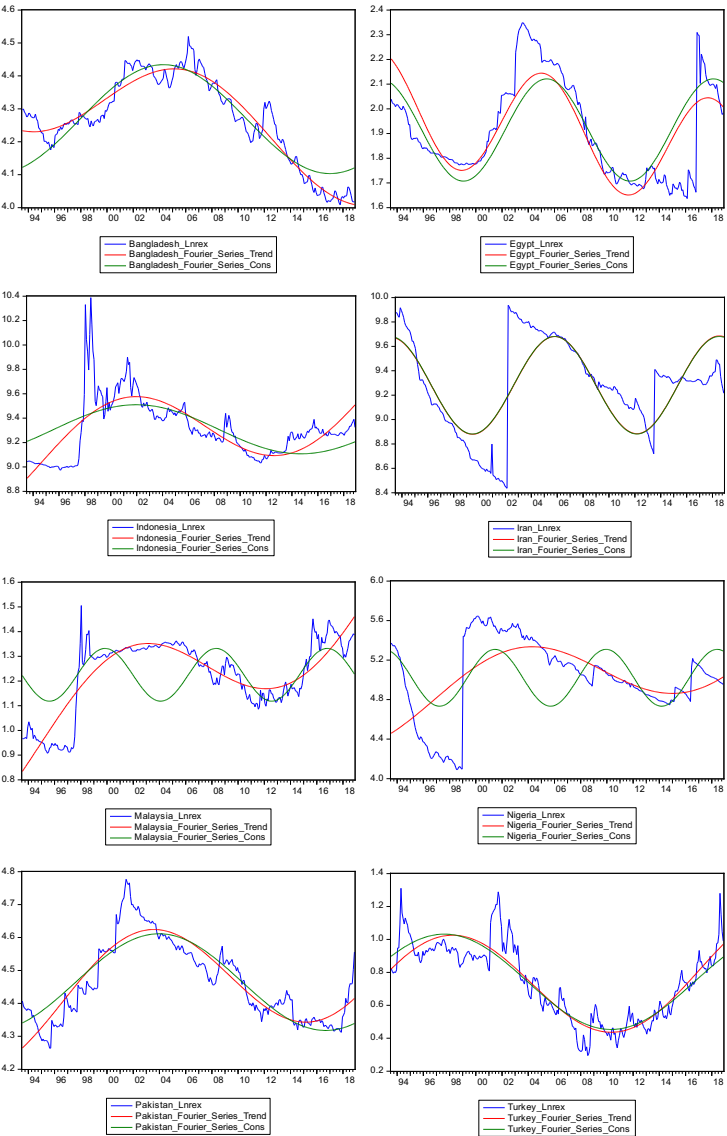 4.6
4.5
4.4
4.3
4.2
4.1
4.0
94 96 98 00 02 04 06 08 10 12 14 16 18
Bangladesh_Lnrex
Bangladesh_Fourier_Series_Trend
Bangladesh_Fourier_Series_Cons
2.4
2.3
2.2
2.1
2.0
1.9
1.8
1.7
1.6
94 96 98 00 02 04 06 08 10 12 14 16 18
Egypt_Lnrex
Egypt_Fourier_Series_Trend
Egypt_Fourier_Series_Cons
10.4
10.2
10.0
9.8
9.6
9.4
9.2
9.0
8.8
94 96 98 00 02 04 06 08 10 12 14 16 18
Indonesia_Lnrex
Indonesia_Fourier_Series_Trend
Indonesia_Fourier_Series_Cons
10.0
9.6
9.2
8.8
8.4
94 96 98 00 02 04 06 08 10 12 14 16 18
Iran_Lnrex
Iran_Fourier_Series_Trend
Iran_Fourier_Series_Cons
1.6
1.5
1.4
1.3
1.2
1.1
1.0
0.9
0.8
94 96 98 00 02 04 06 08 10 12 14 16 18
Malaysia_Lnrex
Malaysia_Fourier_Series_Trend
Malaysia_Fourier_Series_Cons
6.0
5.6
5.2
4.8
4.4
4.0
94 96 98 00 02 04 06 08 10 12 14 16 18
Nigeria_Lnrex
Nigeria_Fourier_Series_Trend
Nigeria_Fourier_Series_Cons
4.8
4.7
4.6
4.5
4.4
4.3
4.2
94 96 98 00 02 04 06 08 10 12 14 16 18
Pakistan_Lnrex
Pakistan_Fourier_Series_Trend
Pakistan_Fourier_Series_Cons
1.4
1.2
1.0
0.8
0.6
0.4
0.2
94 96 98 00 02 04 06 08 10 12 14 16 18
Turkey_Lnrex
Turkey_Fourier_Series_Trend
Turkey_Fourier_Series_Cons